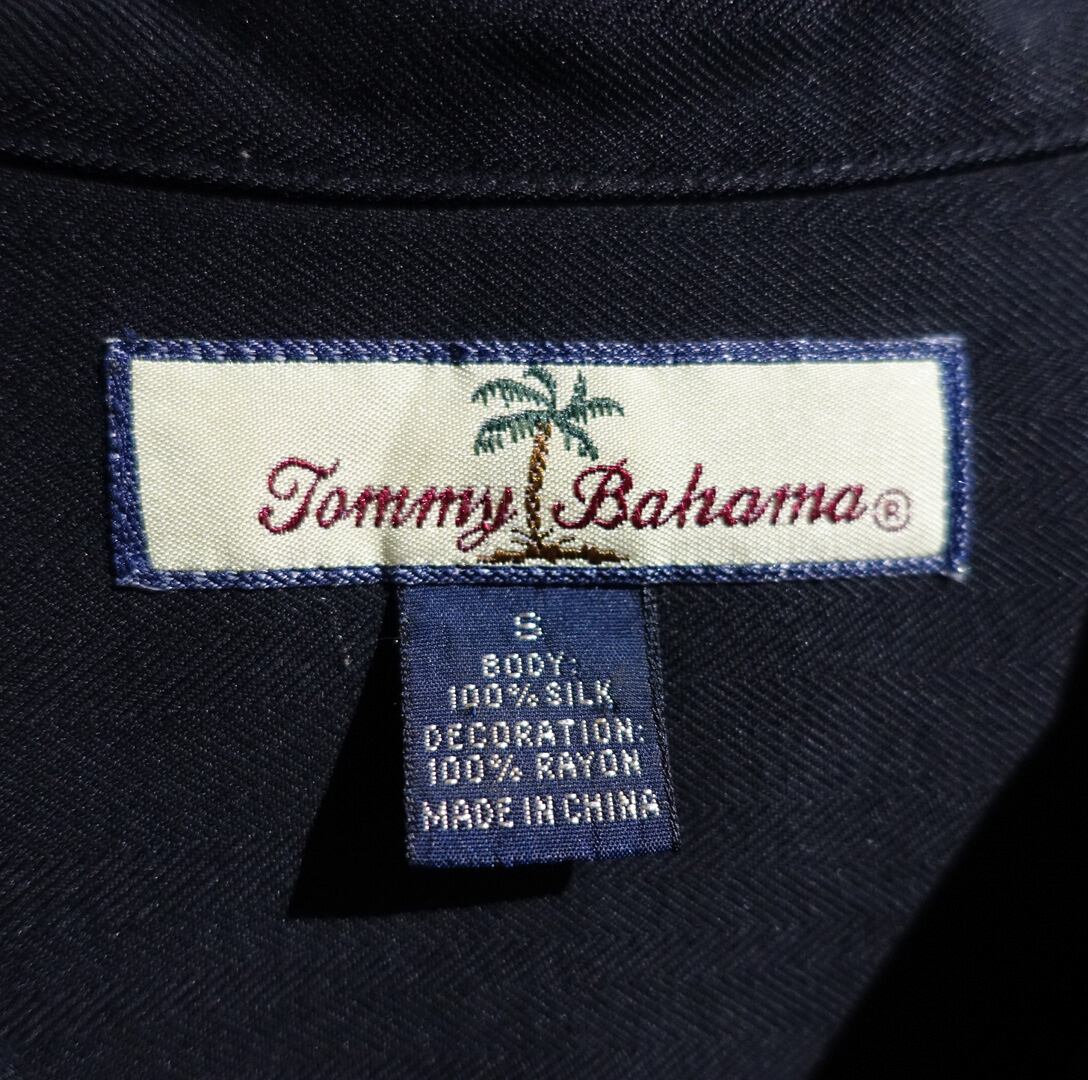 Tommy Bahama®
S
BODY:
100% SILK
DECORATION:
100% RAYON
MADE IN CHINA